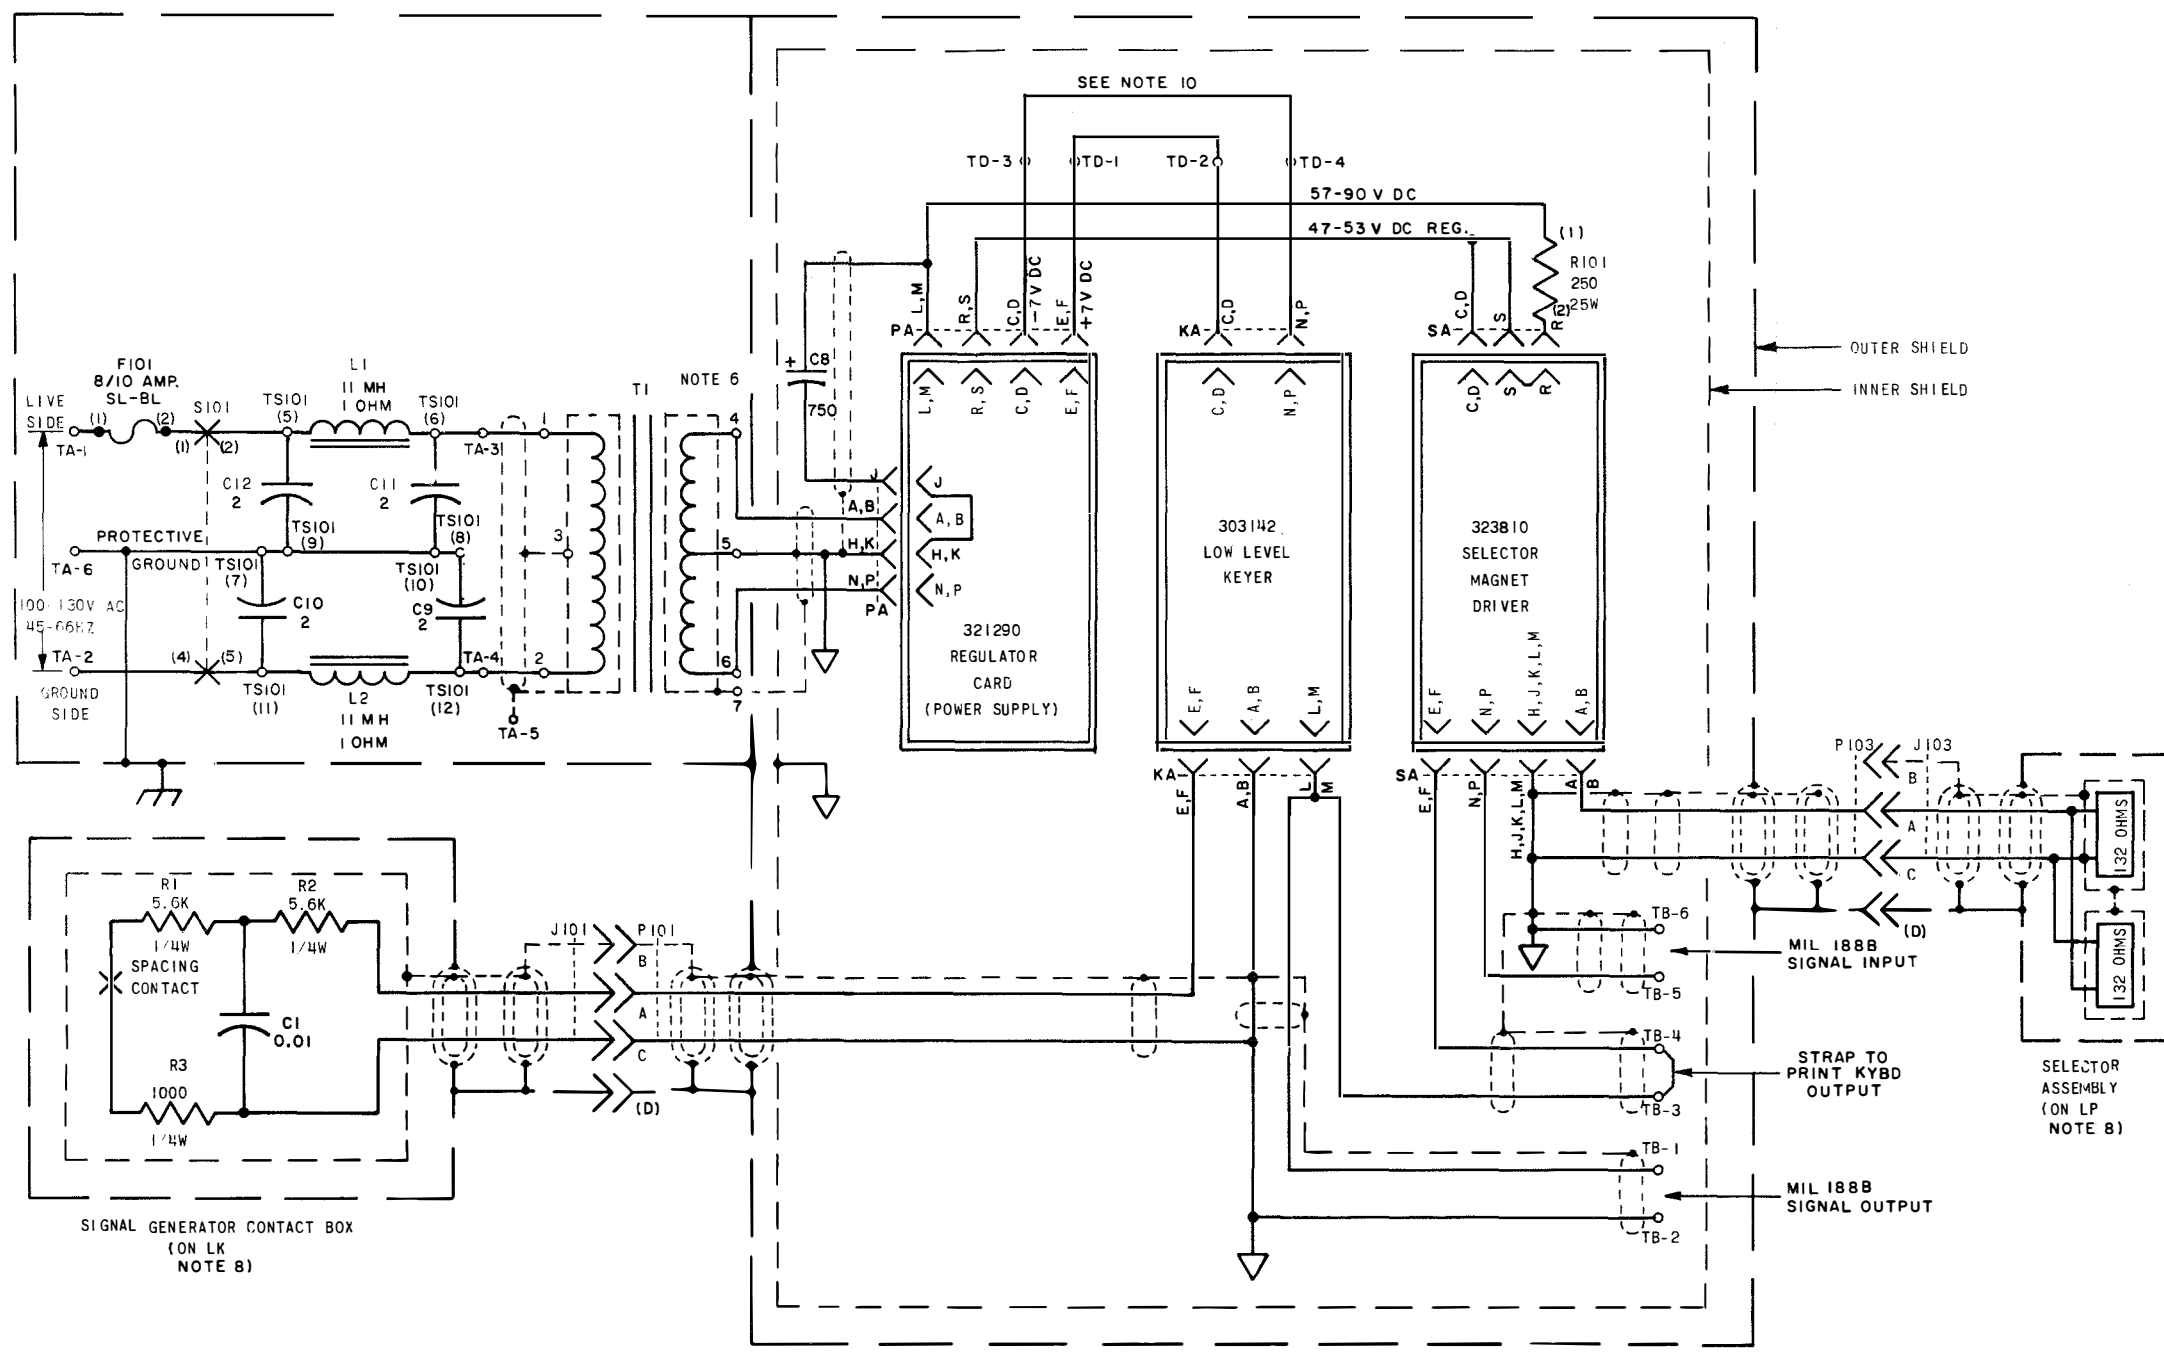 SEE NOTE 10
TD-3
TD-1
TD-2
TD-4
57-90 V DC
47-53 V DC REG.
(1)
R101
250
25W
(2)
L,M
R,S
C,D
-7V DC
E,F
+7V DC
C,D
N,P
C,D
S
R
PA
KA
SA
OUTER SHIELD
INNER SHIELD
F101
8/10 AMP.
SL-BL
L1
11 MH
1 OHM
T1
NOTE 6
+
C8
750
L,M
R,S
C,D
E,F
C,D
N,P
C,D
S
R
LIVE
SIDE
(1)
(2)
S101
TS101
(5)
TS101
(6)
1
4
TA-1
(1)
(2)
TA-3
C12
2
C11
2
J
J
A,B
A,B
TS101
(9)
TS101
(8)
3
5
H,K
H,K
PROTECTIVE
GROUND
TA-6
TS101
(7)
TS101
(10)
N,P
N,P
PA
100-130V AC
45-66HZ
C10
2
C9
2
303142
LOW LEVEL
KEYER
323810
SELECTOR
MAGNET
DRIVER
321290
REGULATOR
CARD
(POWER SUPPLY)
TA-2
(4)
(5)
TA-4
2
6
7
GROUND
SIDE
TS101
(11)
L2
11 MH
1 OHM
TS101
(12)
TA-5
E,F
A,B
L,M
E,F
N,P
H,J,K,L,M
A,B
KA
E,F
A,B
L
M
SA
E,F
N,P
H,J,K,L,M
A
B
P103
J103
B
A
C
(D)
132 OHMS
132 OHMS
R1
5.6K
1/4W
R2
5.6K
1/4W
SPACING
CONTACT
C1
0.01
R3
1000
1/4W
J101
P101
B
A
C
(D)
TB-6
MIL 188B
SIGNAL INPUT
TB-5
TB-4
STRAP TO
PRINT KYBD
OUTPUT
TB-3
TB-1
MIL 188B
SIGNAL OUTPUT
TB-2
SELECTOR
ASSEMBLY
(ON LP
NOTE 8)
SIGNAL GENERATOR CONTACT BOX
(ON LK
NOTE 8)